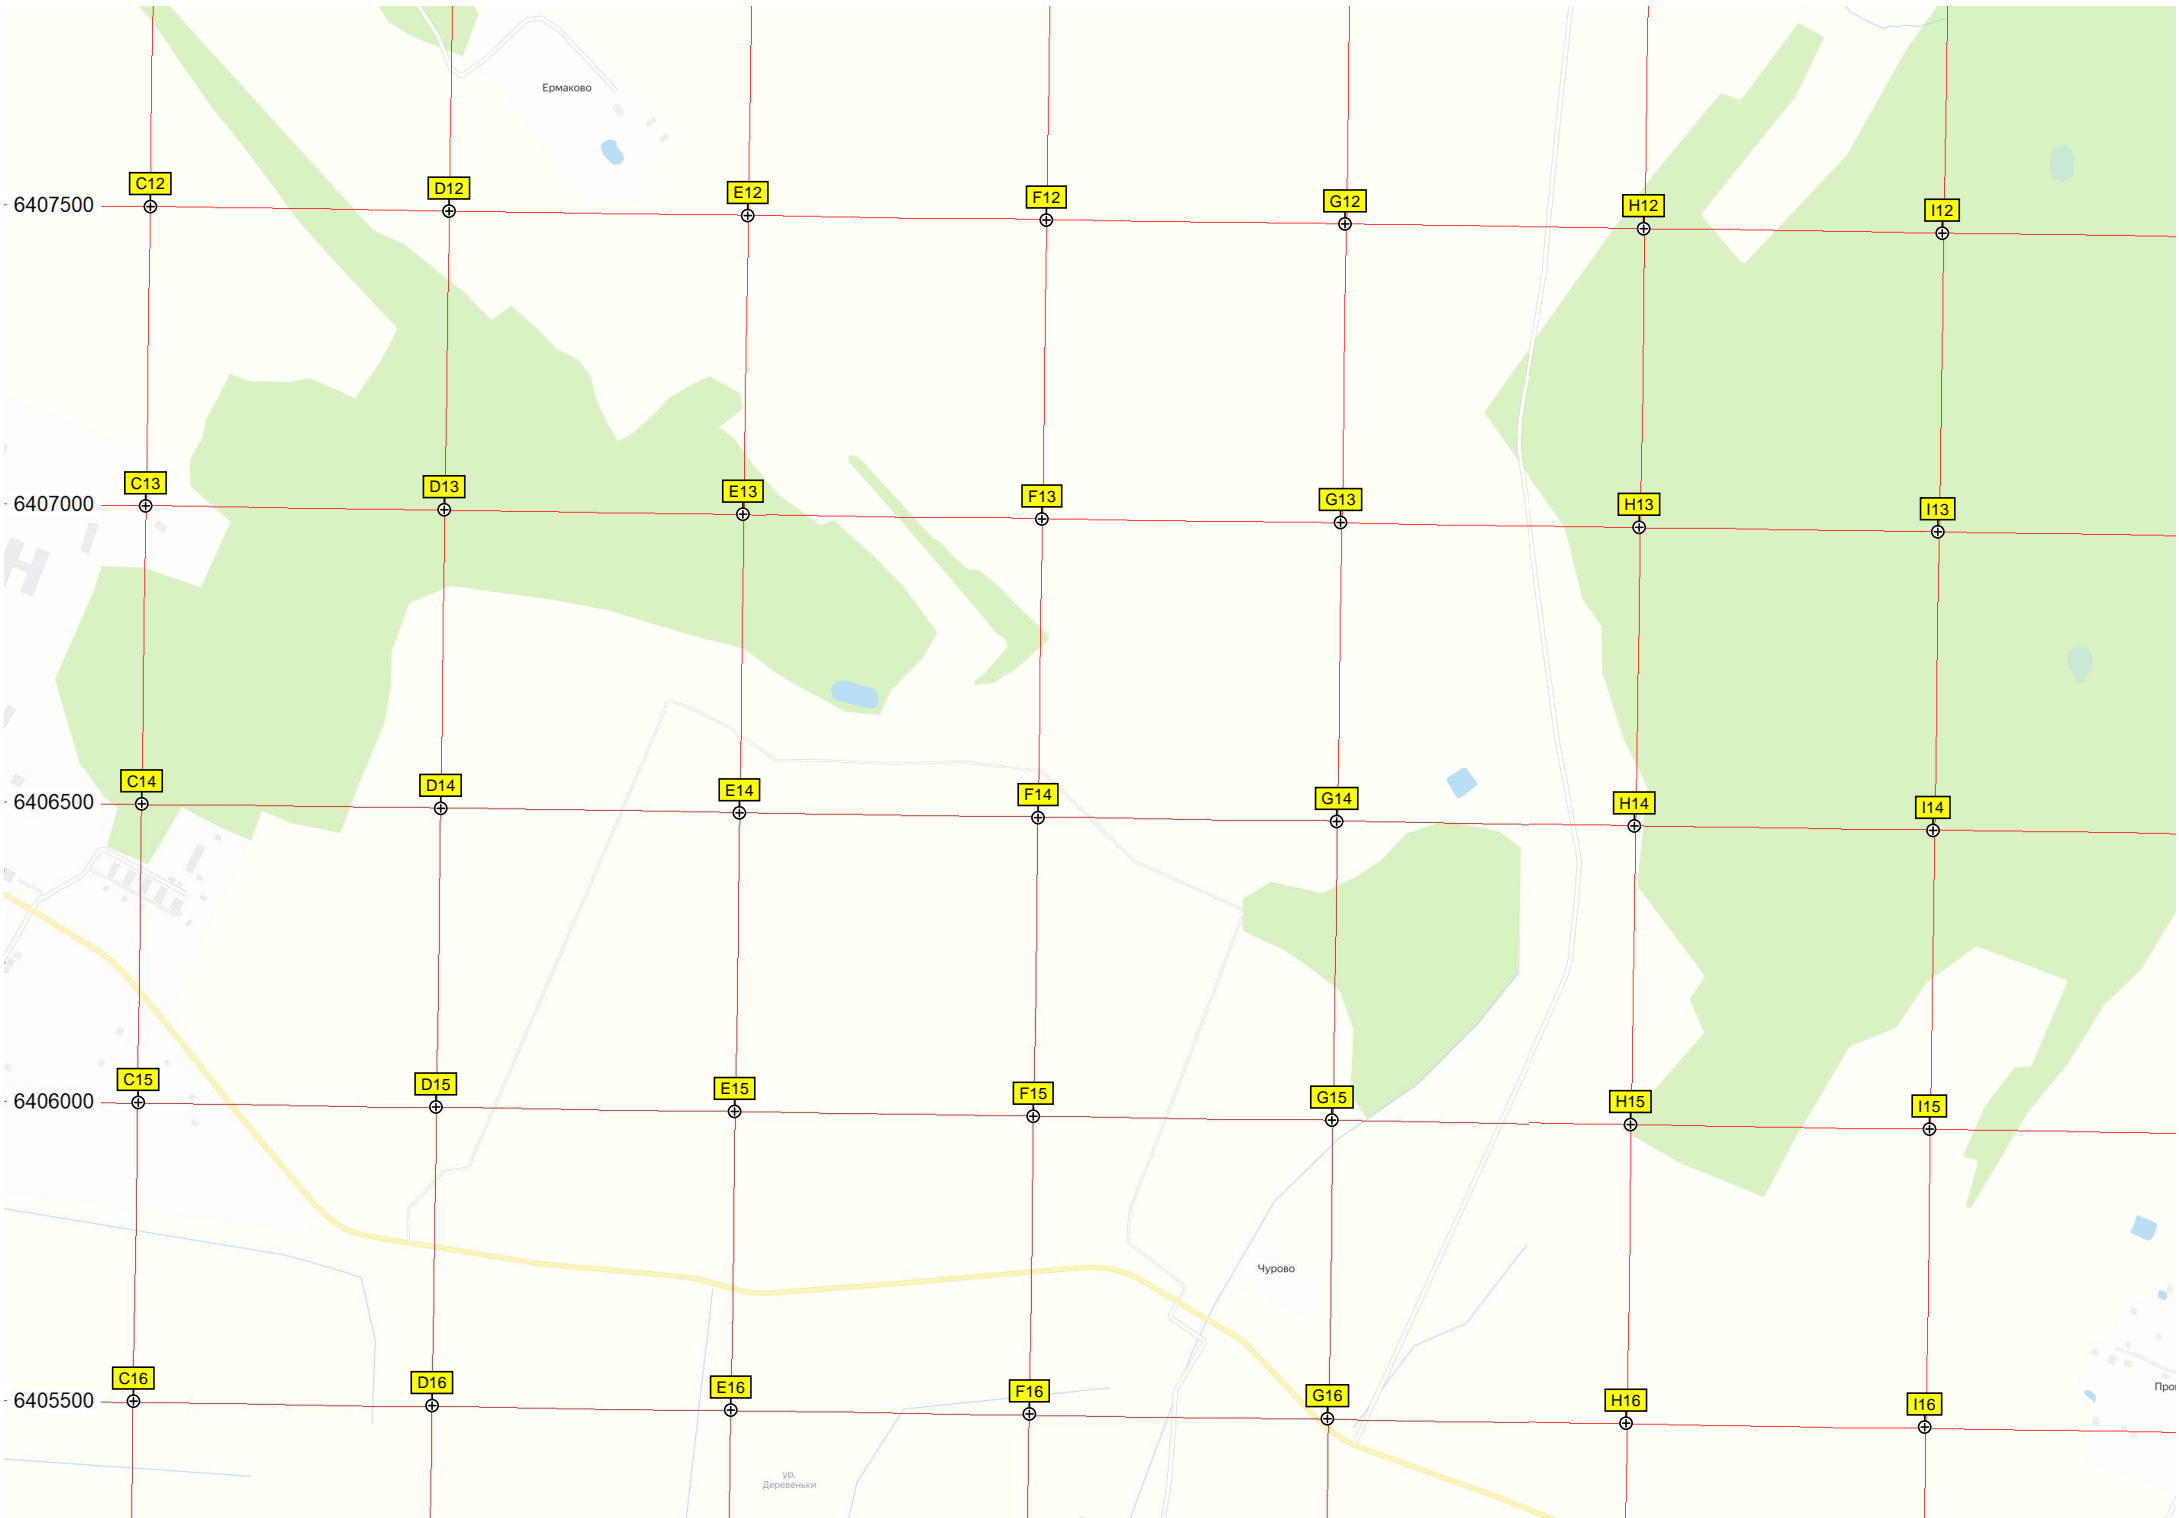 Ермаково
C12
D12
E12
F12
G12
H12
I12
6407500
C13
D13
E13
F13
G13
H13
I13
6407000
C14
D14
E14
F14
G14
H14
I14
6406500
C15
D15
E15
F15
G15
H15
I15
6406000
Чурово
C16
D16
E16
F16
G16
H16
I16
6405500
Про
ур.
Деревеньки